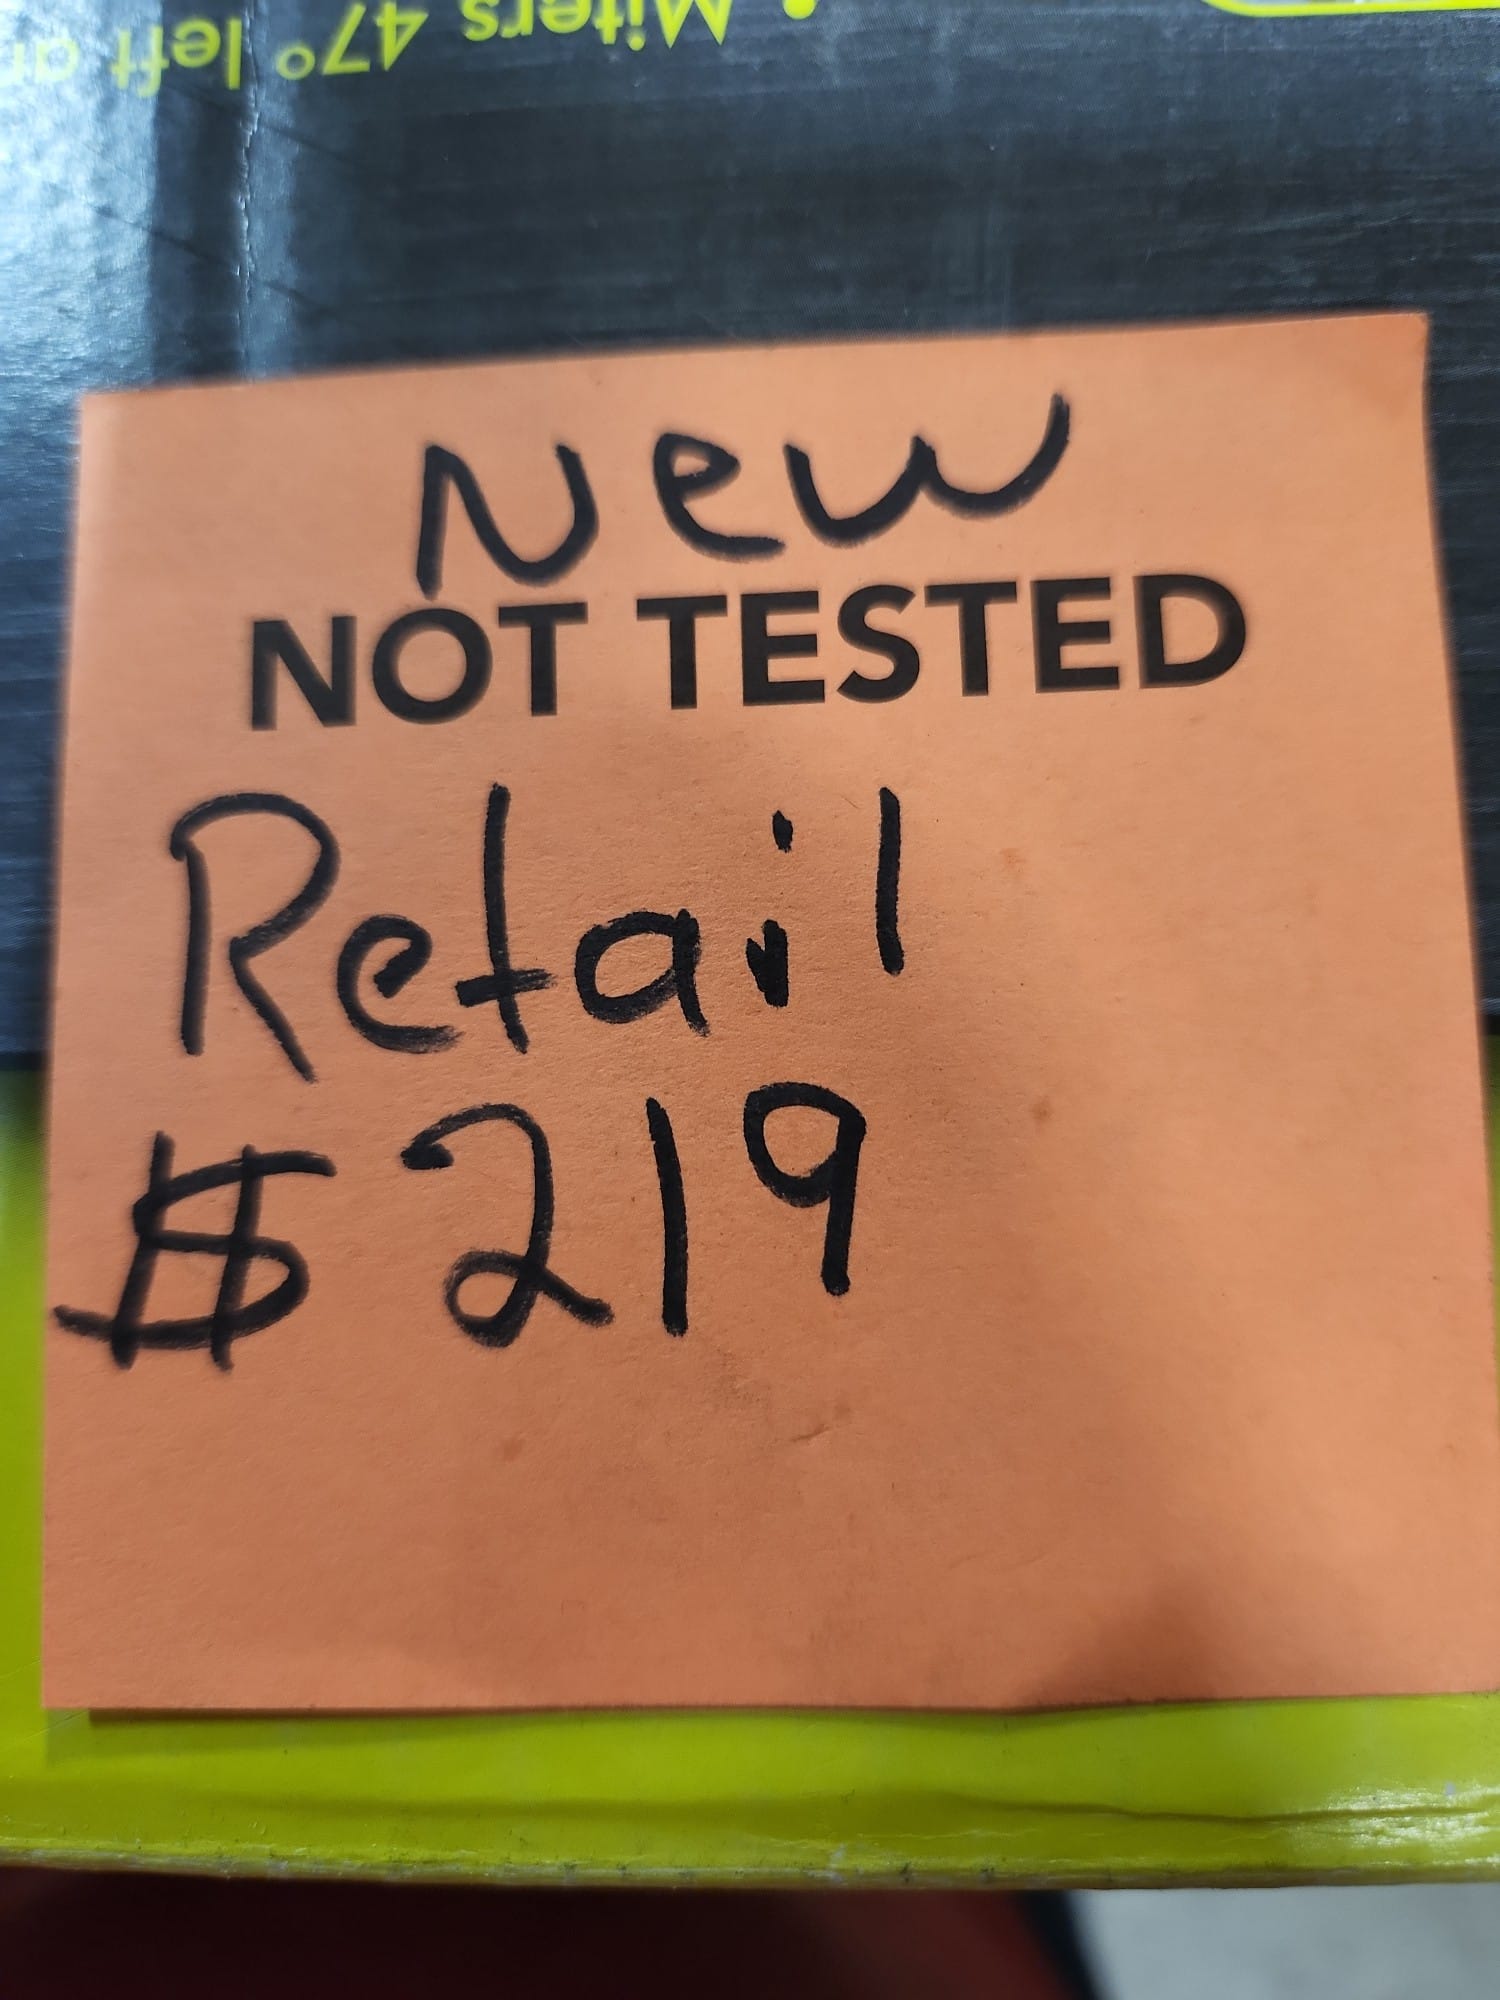 • Miters 47° left
New
NOT TESTED
Retail
$219